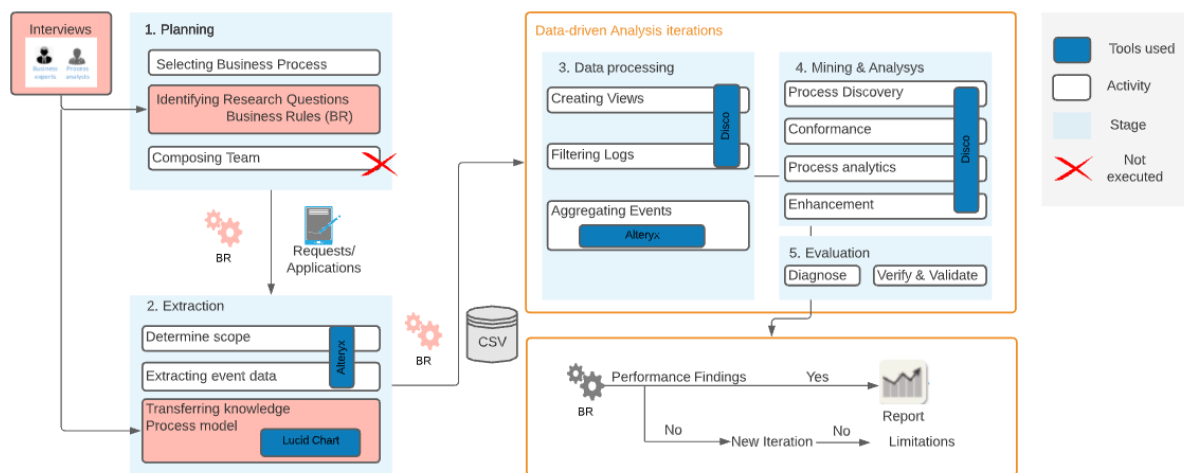 Interviews
Business experts
Process analysts
1. Planning
Selecting Business Process
Identifying Research Questions
Business Rules (BR)
Composing Team
BR
Requests/
Applications
2. Extraction
Determine scope
Extracting event data
Alteryx
Transferring knowledge
Process model
Lucid Chart
BR
CSV
Data-driven Analysis iterations
3. Data processing
Creating Views
Filtering Logs
Disco
Aggregating Events
Alteryx
4. Mining & Analysys
Process Discovery
Conformance
Process analytics
Enhancement
Disco
5. Evaluation
Diagnose
Verify & Validate
BR
Performance Findings
Yes
Report
No
New Iteration
No
Limitations
Tools used
Activity
Stage
Not
executed